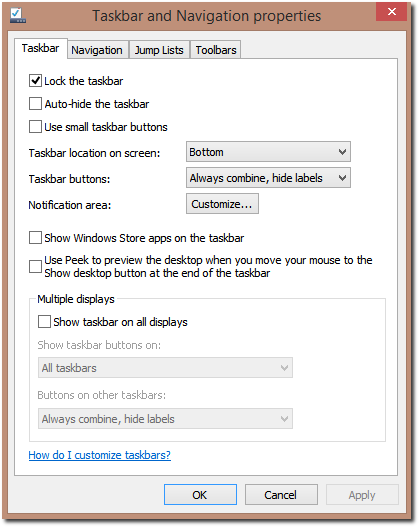 Taskbar and Navigation properties
Taskbar
Navigation
Jump Lists
Toolbars
Lock the taskbar
Auto-hide the taskbar
Use small taskbar buttons
Taskbar location on screen:
Bottom
Taskbar buttons:
Always combine, hide labels
Notification area:
Customize...
Show Windows Store apps on the taskbar
Use Peek to preview the desktop when you move your mouse to the
Show desktop button at the end of the taskbar
Multiple displays
Show taskbar on all displays
Show taskbar buttons on:
All taskbars
Buttons on other taskbars:
Always combine, hide labels
How do I customize taskbars?
OK
Cancel
Apply